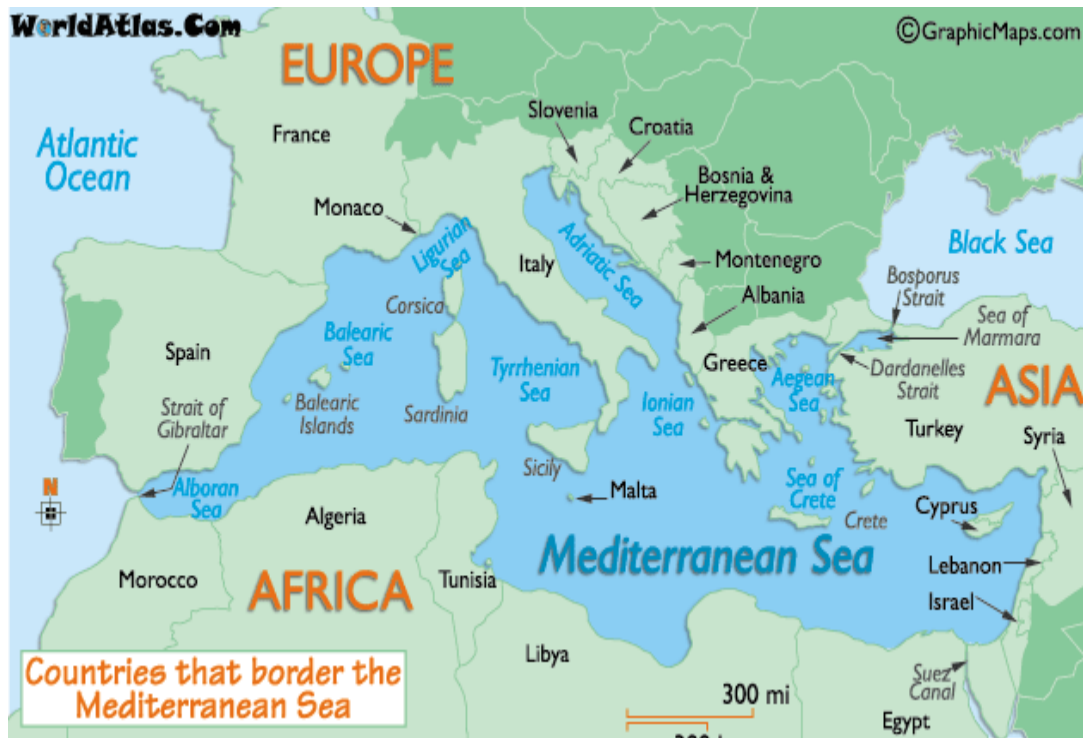 WorldAtlas.Com
©GraphicMaps.com
EUROPE
Slovenia
Croatia
France
Atlantic
Ocean
Bosnia &
Herzegovina
Monaco
Ligurian
Sea
Adriatic Sea
Italy
Montenegro
Black Sea
Bosporus
Strait
Albania
Corsica
Sea of
Marmara
Balearic
Sea
Spain
Tyrrhenian
Sea
Greece
Aegean
Sea
Dardanelles
Strait
ASIA
Strait of
Gibraltar
Balearic
Islands
Sardinia
Ionian
Sea
Turkey
Syria
Sicily
N
Alboran
Sea
Malta
Sea of
Crete
Crete
Cyprus
Algeria
Mediterranean Sea
Morocco
AFRICA
Tunisia
Lebanon
Israel
Libya
Countries that border the
Mediterranean Sea
300 mi
Suez
Canal
Egypt